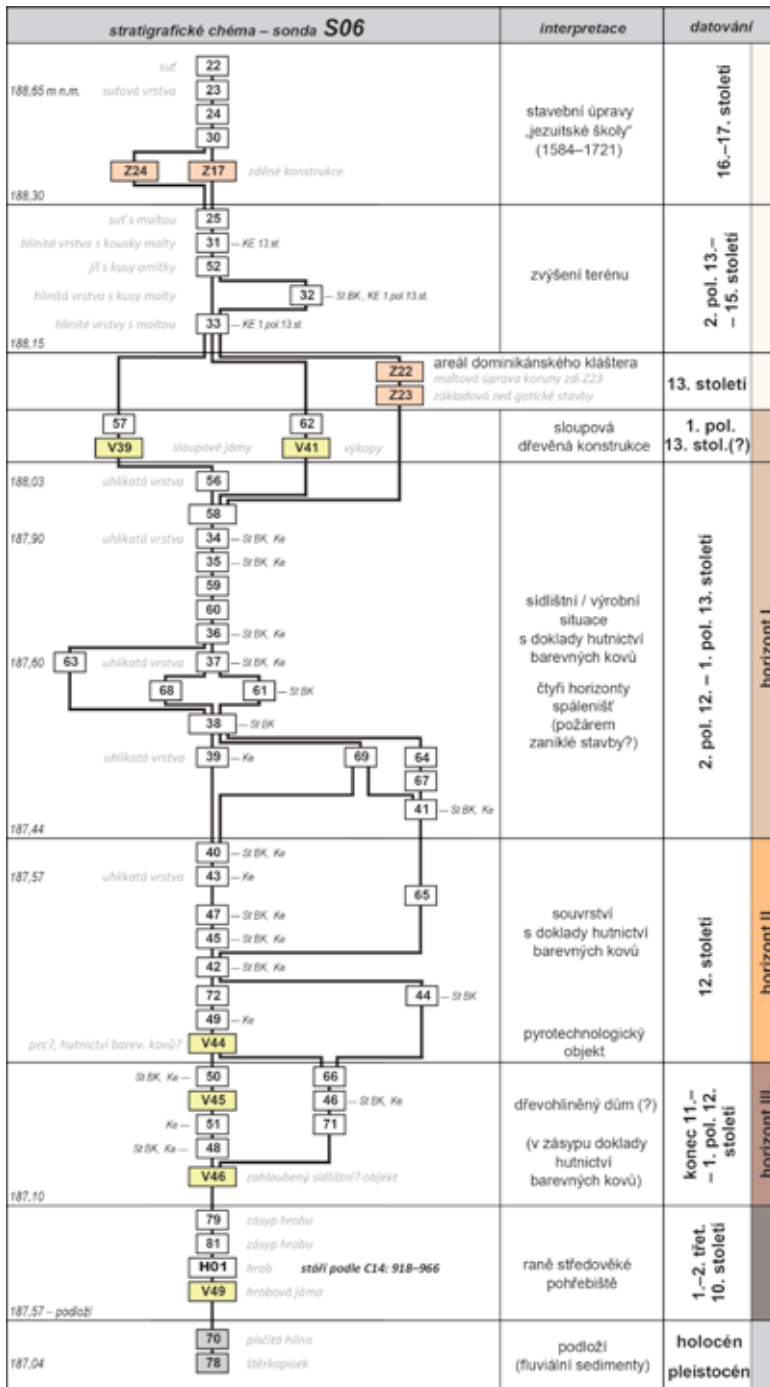 stratigrafické chéma – sonda S06
interpretace
datování
suť
22
188,65 m n.m.
suťová vrstva
23
24
30
Z24
Z17
zděné konstrukce
188,30
stavební úpravy
„jezuitské školy“
(1584–1721)
16.–17. století
suť s maltou
25
hlinitá vrstva s kousky malty
31
KE 13.st.
jíl s kusy omítky
52
hlinitá vrstva s kusy malty
32
St.BK, KE 1.pol.13.st.
hlinité vrstvy s maltou
33
KE 1.pol.13.st.
188,15
zvýšení terénu
2. pol. 13.–
– 15. století
Z22
areál dominikánského kláštera
maltová úprava koruny zdi Z23
Z23
základová zeď gotické stavby
13. století
57
62
V39
sloupové jámy
V41
výkopy
188,03
sloupová
dřevěná konstrukce
1. pol.
13. stol.(?)
uhlíkatá vrstva
56
58
187,90
uhlíkatá vrstva
34
St BK, Ke
35
St BK, Ke
59
60
36
St BK, Ke
187,60
63
uhlíkatá vrstva
37
St BK, Ke
68
61
St BK
38
St BK
uhlíkatá vrstva
39
Ke
69
64
67
41
St BK, Ke
187,44
sídlištní / výrobní
situace
s doklady hutnictví
barevných kovů
čtyři horizonty
spálenišť
(požárem
zaniklé stavby?)
2. pol. 12. – 1. pol. 13. století
horizont I
40
St BK, Ke
187,57
uhlíkatá vrstva
43
Ke
65
47
St BK, Ke
45
St BK, Ke
42
St BK, Ke
72
44
St BK
49
Ke
pec?, hutnictví barev. kovů?
V44
souvrství
s doklady hutnictví
barevných kovů
pyrotechnologický
objekt
12. století
horizont II
St BK, Ke
50
66
V45
46
St BK, Ke
Ke
51
71
St BK, Ke
48
V46
zahloubený sídlištní? objekt
187,10
dřevohliněný dům (?)
(v zásypu doklady
hutnictví
barevných kovů)
konec 11.–
– 1. pol. 12.
století
horizont III
79
zásyp hrobu
81
zásyp hrobu
H01
hrob
stáří podle C14: 918–966
V49
hrobová jáma
187,57 – podloží
raně středověké
pohřebiště
1.–2. třet.
10. století
70
písčitá hlína
187,04
78
štěrkopísek
podloží
(fluviální sedimenty)
holocén
pleistocén